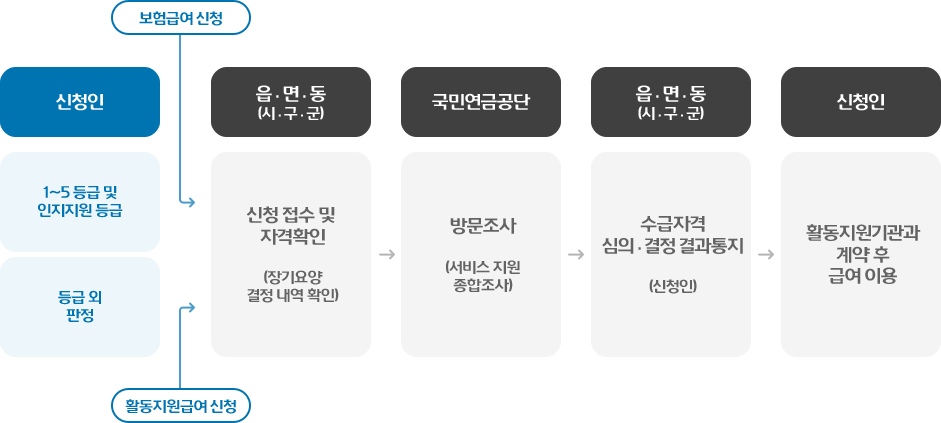 보험급여 신청
신청인
읍 · 면 · 동
(시 · 구 · 군)
국민연금공단
읍 · 면 · 동
(시 · 구 · 군)
신청인
1~5 등급 및
인지지원 등급
등급 외
판정
신청 접수 및
자격확인
(장기요양
결정 내역 확인)
방문조사
(서비스 지원
종합조사)
수급자격
심의 · 결정 결과통지
(신청인)
활동지원기관과
계약 후
급여 이용
활동지원급여 신청